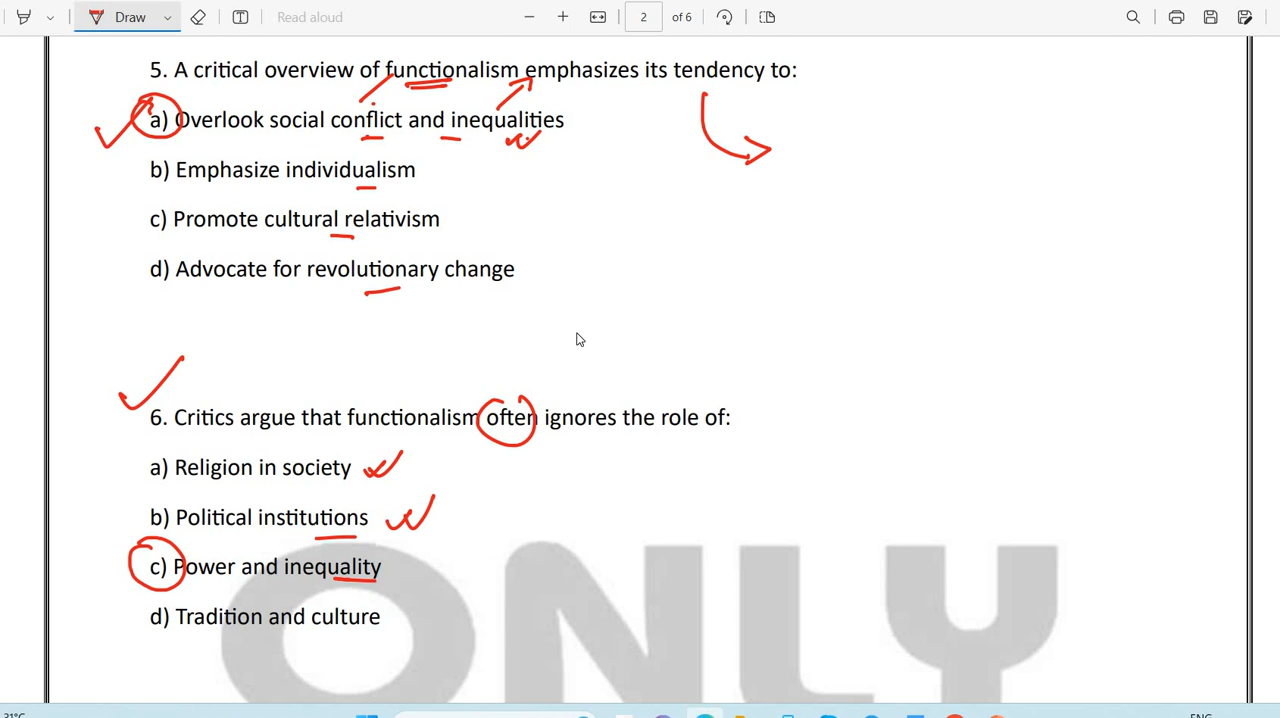 Draw
Read aloud
2 of 6
5. A critical overview of functionalism emphasizes its tendency to:
a) Overlook social conflict and inequalities
b) Emphasize individualism
c) Promote cultural relativism
d) Advocate for revolutionary change
6. Critics argue that functionalism often ignores the role of:
a) Religion in society
b) Political institutions
c) Power and inequality
d) Tradition and culture
ONLY
31°C
ENG